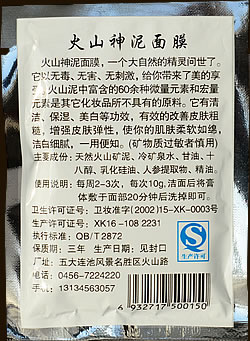 火山神泥面膜
火山神泥面膜，一个大自然的精灵问世了。
它以无毒、无害、无刺激，给你带来了美的享
受。火山泥中富含的60余种微量元素和宏量
元素是其它化妆品所不具有的原料。它有清
洁、保湿、美白等功效，有效的改善皮肤粗
糙，增强皮肤弹性，使你的肌肤柔软如绵，
洁白细腻，一用便知。(矿物质过敏者慎用)
主要成份：天然火山矿泥、冷矿泉水、甘油、十
八醇、乳化硅油、人参提取物、精油。
使用说明：每周2–3次，每次10g,洁面后将膏体
敷于面部20分钟后洗掉即可。
卫生许可证号：卫妆准字(2002)15-XK-0003号
生产许可证号：XK16-108 2231
执行标准号：QB/T2872
保质期：三年 生产日期：见封口
厂址：五大连池风景名胜区火山路
电话：0456-7224220
手机：13134563057
生产许可
6 932717 500150